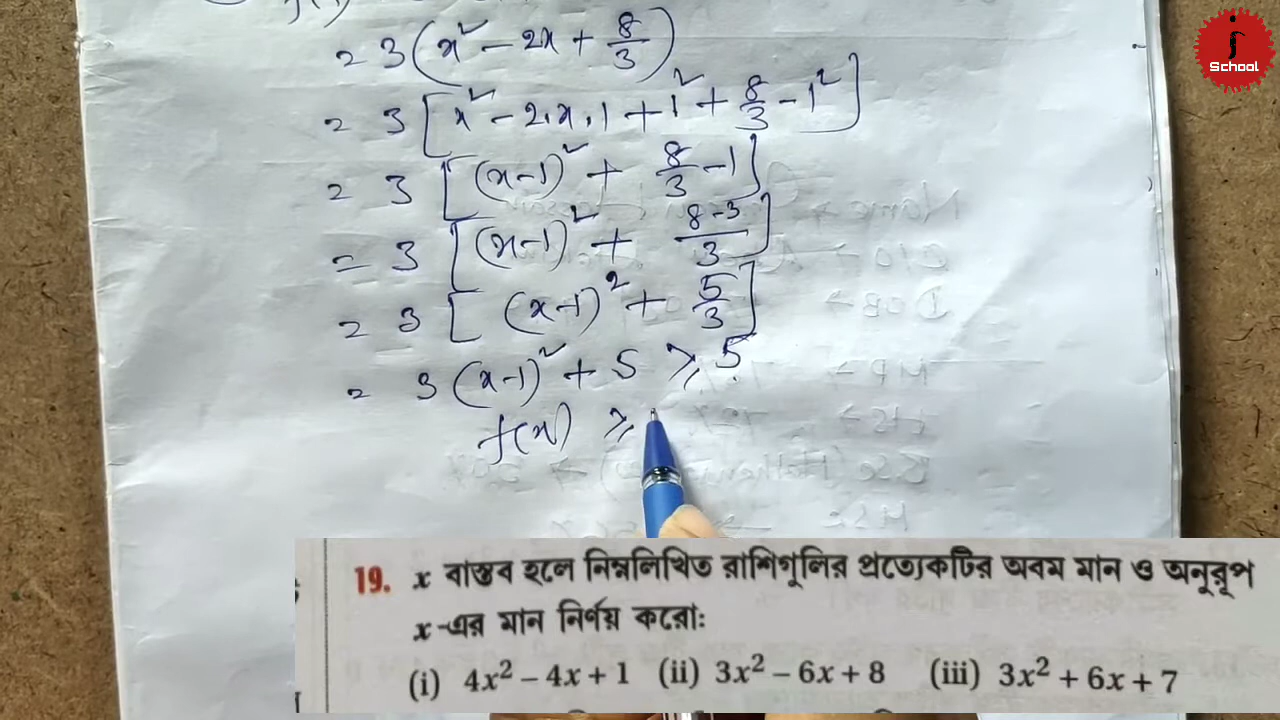 f(x)
= 3(x² - 2x + 8/3)
= 3[x² - 2.x.1 + 1² + 8/3 - 1²]
= 3[(x-1)² + 8/3 - 1]
= 3[(x-1)² + (8-3)/3]
= 3[(x-1)² + 5/3]
= 3(x-1)² + 5 ≥ 5
f(x) ≥
School
19. x বাস্তব হলে নিম্নলিখিত রাশিগুলির প্রত্যেকটির অবম মান ও অনুরূপ
x-এর মান নির্ণয় করো:
(i) 4x² – 4x + 1 (ii) 3x² – 6x + 8 (iii) 3x² + 6x + 7